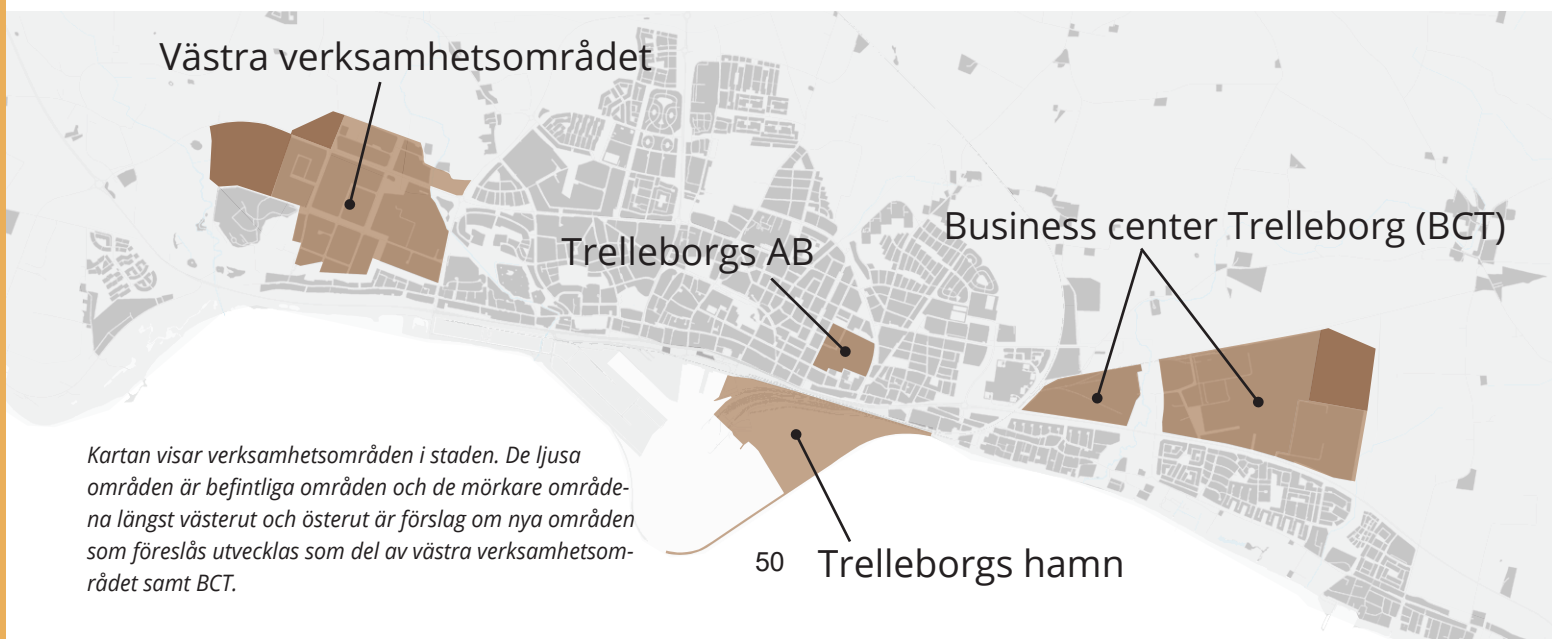 Västra verksamhetsområdet
Business center Trelleborg (BCT)
Trelleborgs AB
Kartan visar verksamhetsområden i staden. De ljusa
områden är befintliga områden och de mörkare område-
na längst västerut och österut är förslag om nya områden
som föreslås utvecklas som del av västra verksamhetsom-
rådet samt BCT.
50
Trelleborgs hamn